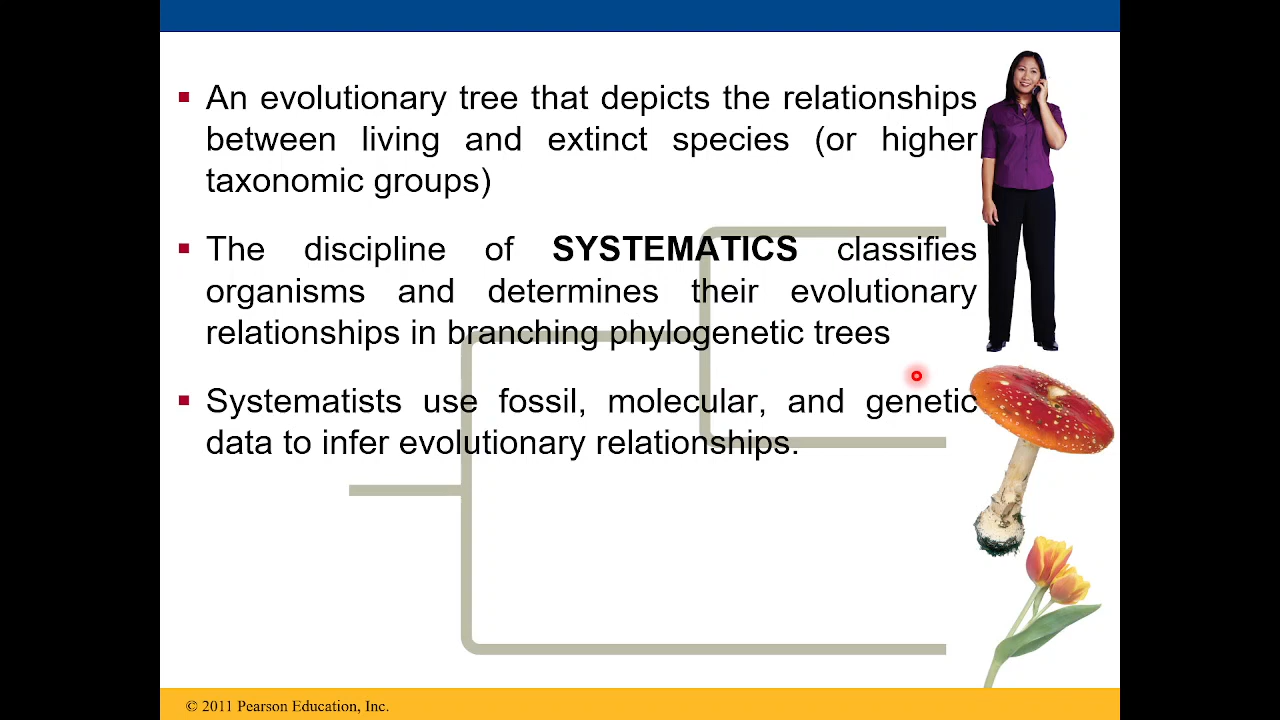 An evolutionary tree that depicts the relationships
between living and extinct species (or higher
taxonomic groups)
The discipline of SYSTEMATICS classifies
organisms and determines their evolutionary
relationships in branching phylogenetic trees
Systematists use fossil, molecular, and genetic
data to infer evolutionary relationships.
© 2011 Pearson Education, Inc.